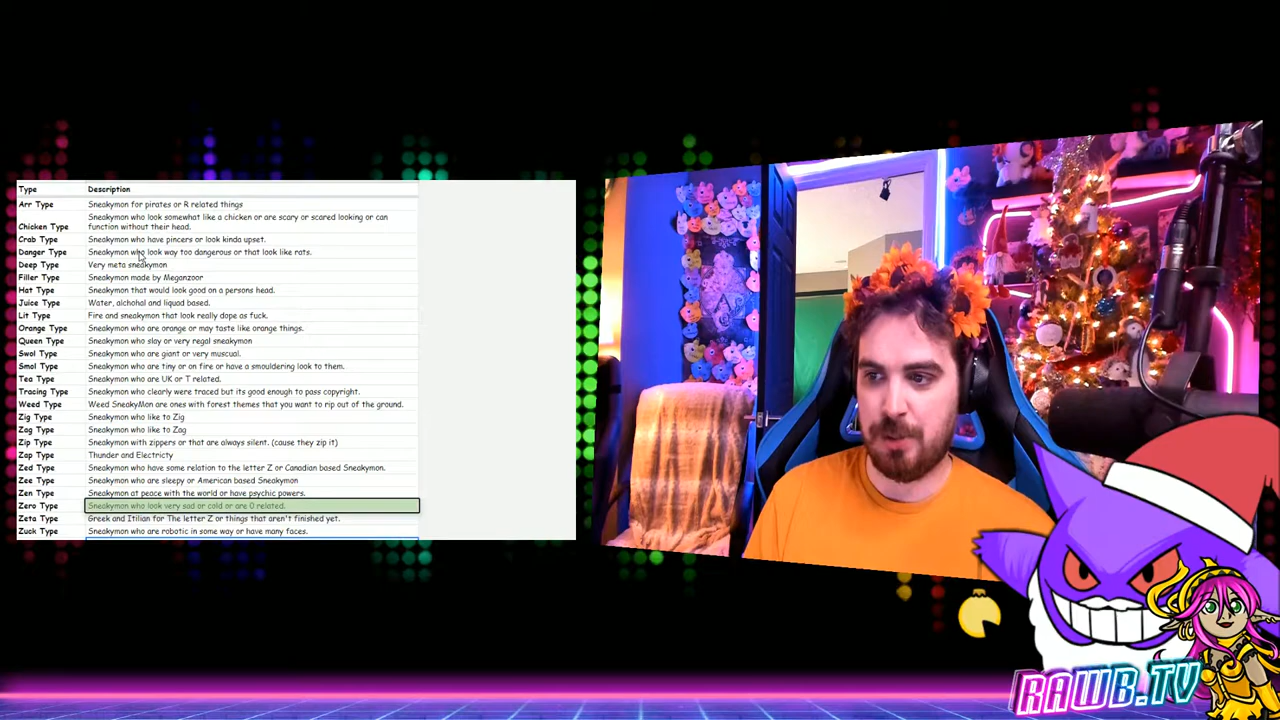 Type Description
Arr Type Sneakymon for pirates or R related things
Sneakymon who look somewhat like a chicken or are scary or scared looking or can
Chicken Type function without their head.
Crab Type Sneakymon who have pincers or look kinda upset.
Danger Type Sneakymon who look way too dangerous or that look like rats.
Deep Type Very meta sneakymon
Filler Type Sneakymon made by Meganzoor
Hat Type Sneakymon that would look good on a persons head.
Juice Type Water, alchohal and liquad based.
Lit Type Fire and sneakymon that look really dope as fuck.
Orange Type Sneakymon who are orange or may taste like orange things.
Queen Type Sneakymon who slay or very regal sneakymon
Swol Type Sneakymon who are giant or very muscual.
Smol Type Sneakymon who are tiny or on fire or have a smouldering look to them.
Tea Type Sneakymon who are UK or T related.
Tracing Type Sneakymon who clearly were traced but its good enough to pass copyright.
Weed Type Weed SneakyMon are ones with forest themes that you want to rip out of the ground.
Zig Type Sneakymon who like to Zig
Zag Type Sneakymon who like to Zag
Zip Type Sneakymon with zippers or that are always silent. (cause they zip it)
Zap Type Thunder and Electricty
Zed Type Sneakymon who have some relation to the letter Z or Canadian based Sneakymon.
Zee Type Sneakymon who are sleepy or American based Sneakymon
Zen Type Sneakymon at peace with the world or have psychic powers.
Zero Type Sneakymon who look very sad or cold or are 0 related.
Zeta Type Greek and Itilian for The letter Z or things that aren't finished yet.
Zuck Type Sneakymon who are robotic in some way or have many faces.
RAWB.TV